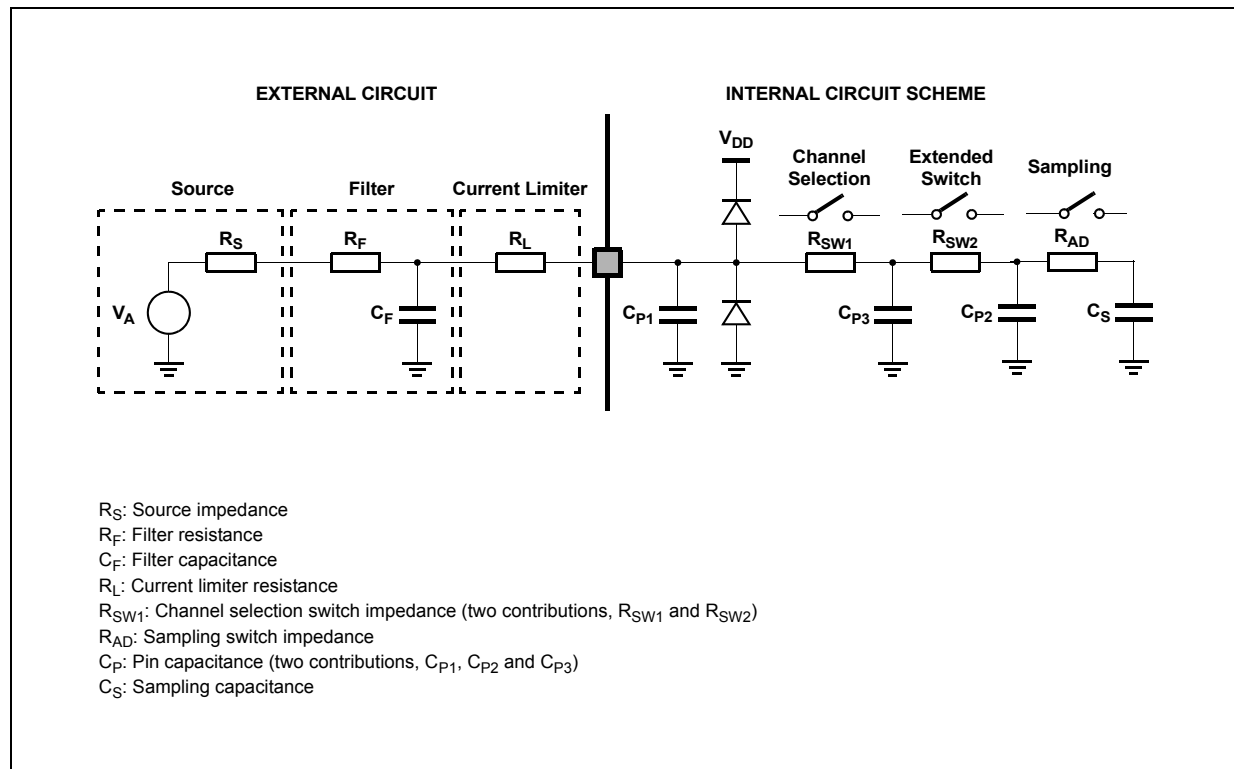 EXTERNAL CIRCUIT
INTERNAL CIRCUIT SCHEME
Source
Filter
Current Limiter
VDD
Channel
Selection
Extended
Switch
Sampling
RS
RF
RL
RSW1
RSW2
RAD
VA
CF
CP1
CP3
CP2
CS
RS: Source impedance
RF: Filter resistance
CF: Filter capacitance
RL: Current limiter resistance
RSW1: Channel selection switch impedance (two contributions, RSW1 and RSW2)
RAD: Sampling switch impedance
CP: Pin capacitance (two contributions, CP1, CP2 and CP3)
CS: Sampling capacitance